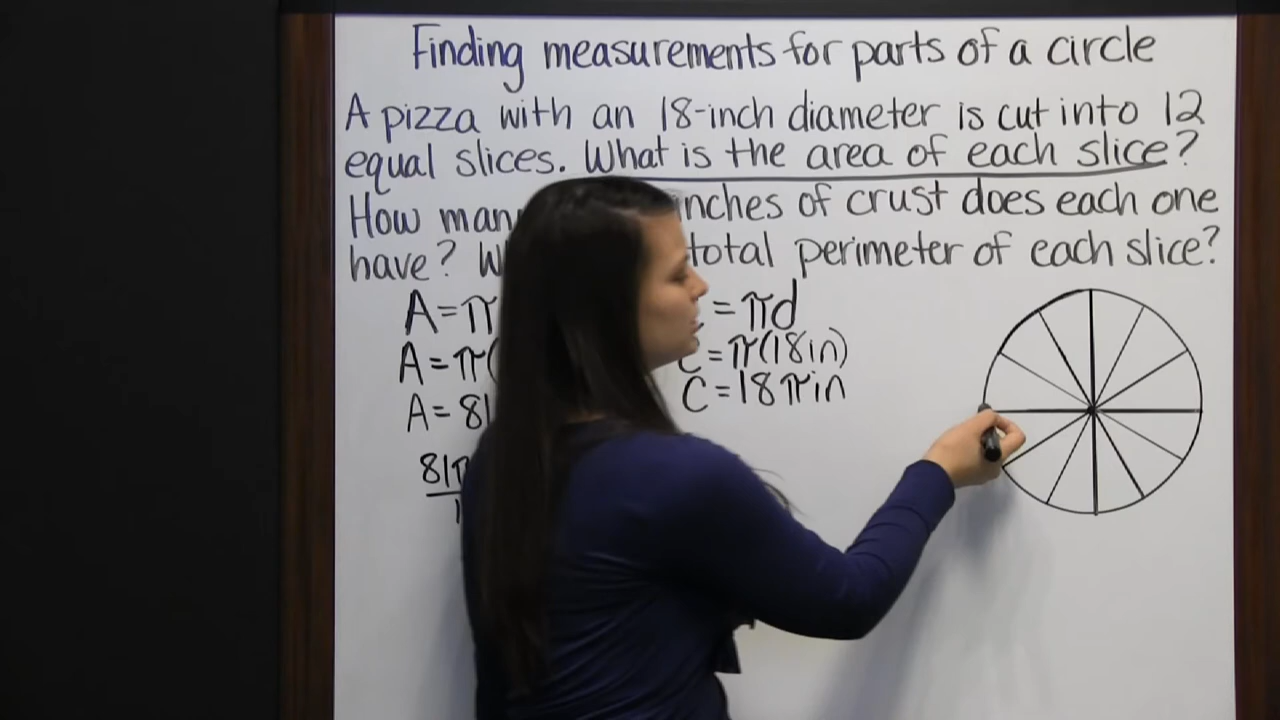 Finding measurements for parts of a circle
A pizza with an 18-inch diameter is cut into 12
equal slices. What is the area of each slice?
How inches of crust does each one
have? total perimeter of each slice?
A=π = πd
A=π( C=π(18in)
A= 81 C=18πin
81π